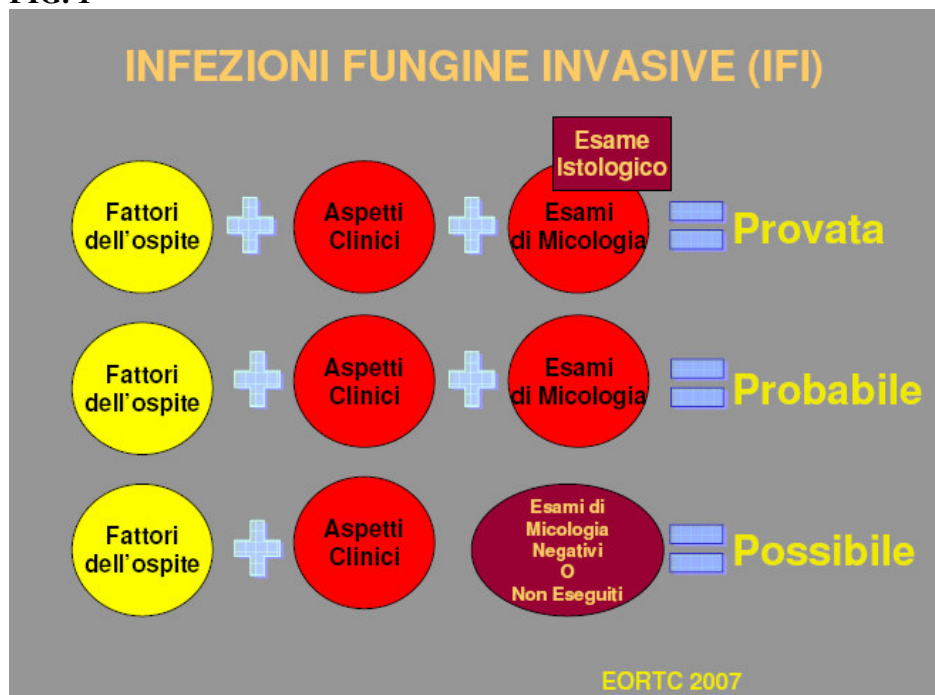 FIG. 1
INFEZIONI FUNGINE INVASIVE (IFI)
Esame
Istologico
Fattori
dell'ospite
Aspetti
Clinici
Esami
di Micologia
Provata
Fattori
dell'ospite
Aspetti
Clinici
Esami
di Micologia
Probabile
Fattori
dell'ospite
Aspetti
Clinici
Esami di
Micologia
Negativi
O
Non Eseguiti
Possibile
EORTC 2007